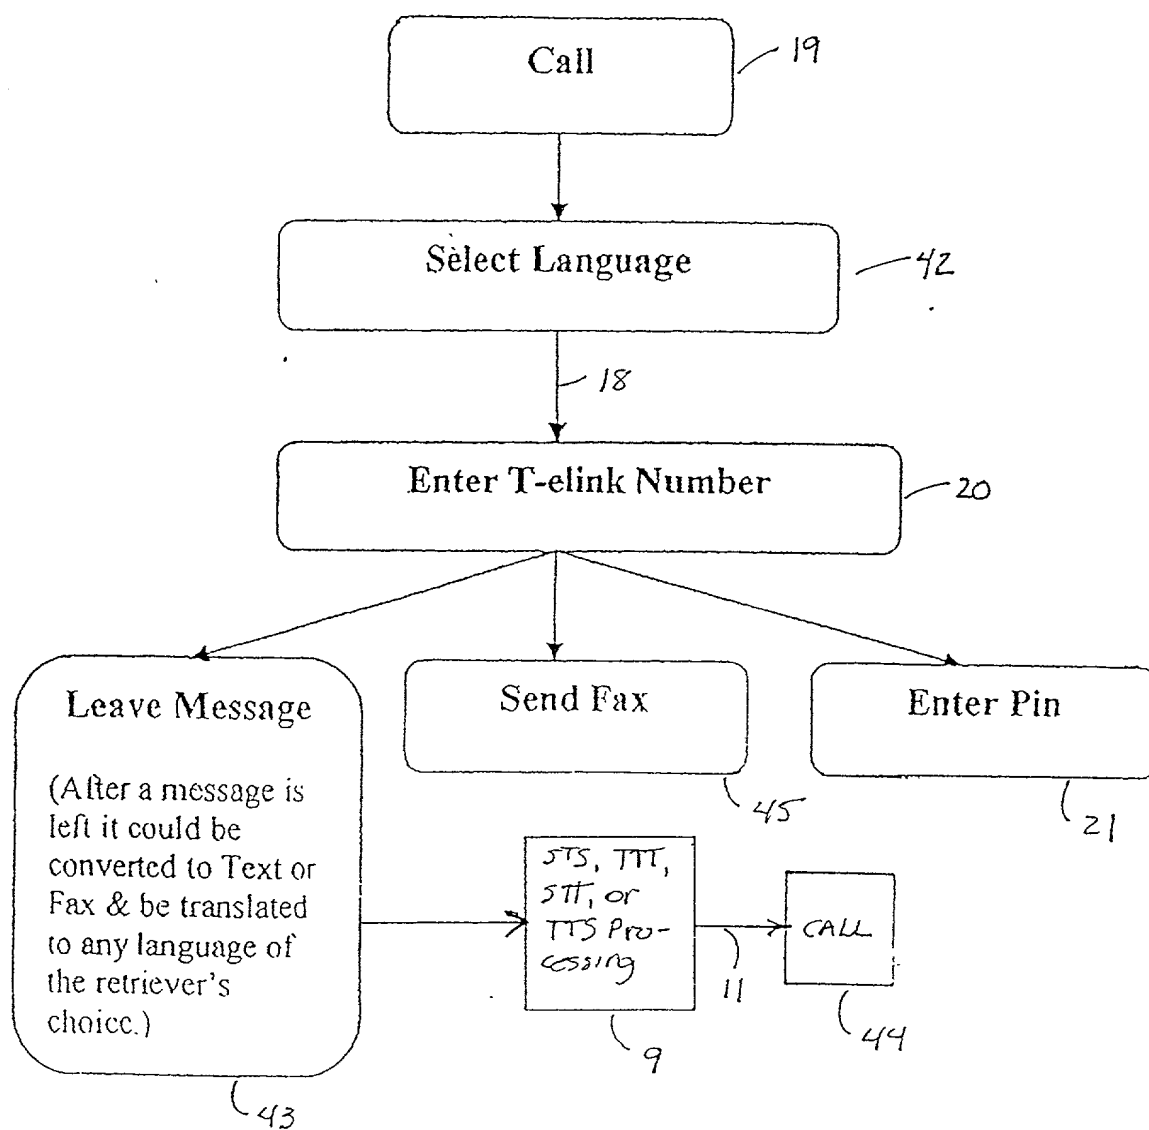 Call
19
Select Language
42
18
Enter T-elink Number
20
Leave Message
(After a message is
left it could be
converted to Text or
Fax & be translated
to any language of
the retriever's
choice.)
43
Send Fax
45
Enter Pin
21
STS, TTT,
STT, or
TTS Pro-
cessing
9
11
CALL
44